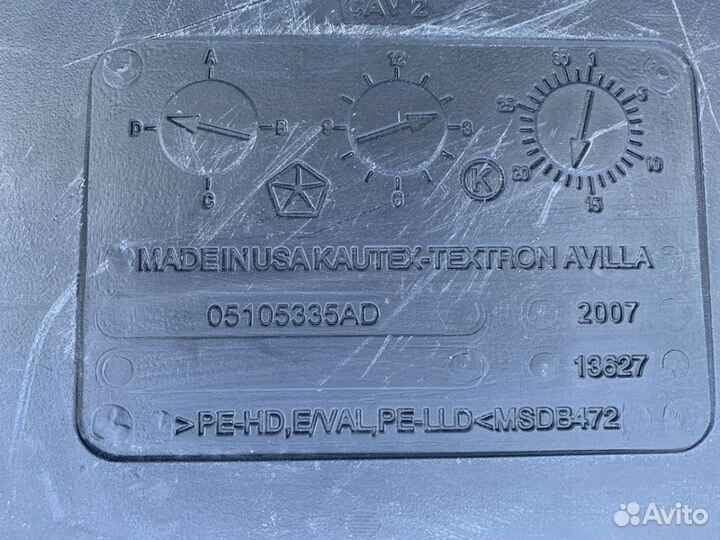 CAV 2
A
B
C
D
12
3
6
9
30
1
5
10
15
20
25
K
MADE IN USA KAUTEX-TEXTRON AVILLA
05105335AD
2007
13627
>PE-HD,E/VAL,PE-LLD<MSDB472
Avito